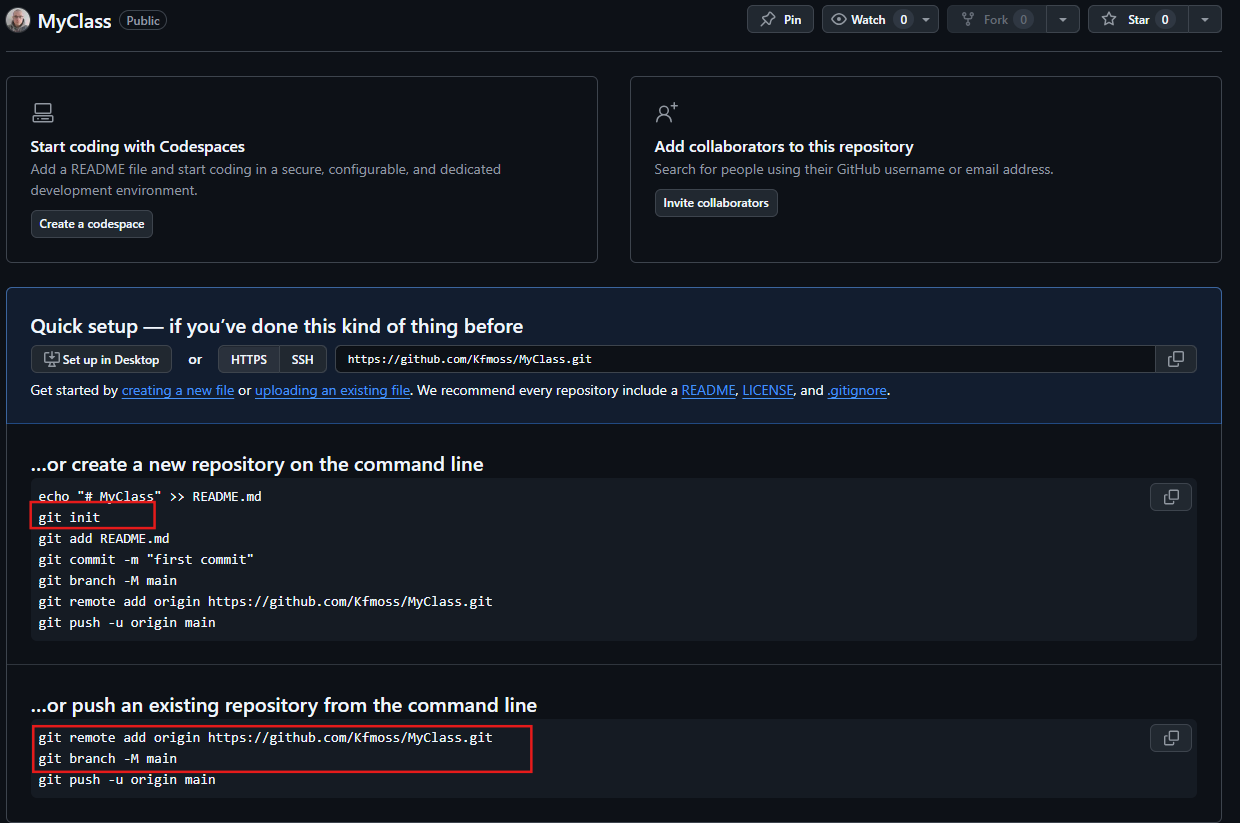 MyClass Public Pin Watch 0 Fork 0 Star 0
Start coding with Codespaces
Add a README file and start coding in a secure, configurable, and dedicated
development environment.
Create a codespace
Add collaborators to this repository
Search for people using their GitHub username or email address.
Invite collaborators
Quick setup — if you’ve done this kind of thing before
Set up in Desktop or HTTPS SSH https://github.com/Kfmoss/MyClass.git
Get started by creating a new file or uploading an existing file. We recommend every repository include a README, LICENSE, and .gitignore.
…or create a new repository on the command line
echo "# MyClass" >> README.md
git init
git add README.md
git commit -m "first commit"
git branch -M main
git remote add origin https://github.com/Kfmoss/MyClass.git
git push -u origin main
…or push an existing repository from the command line
git remote add origin https://github.com/Kfmoss/MyClass.git
git branch -M main
git push -u origin main